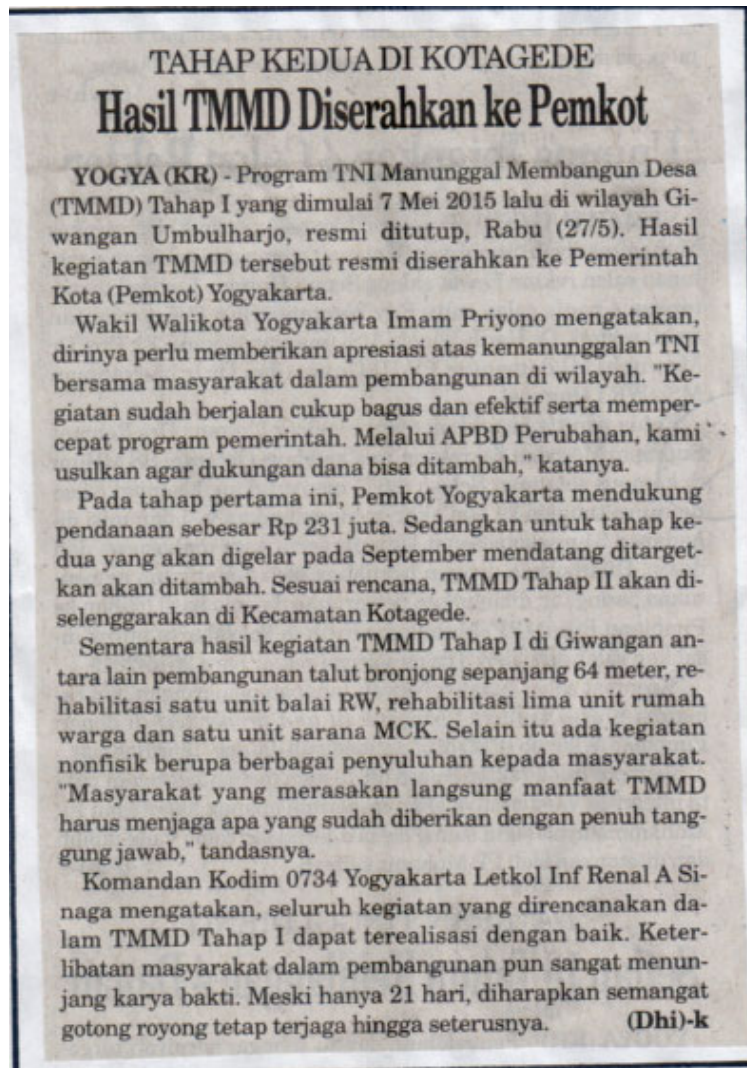 TAHAP KEDUA DI KOTAGEDE
Hasil TMMD Diserahkan ke Pemkot
YOGYA (KR) - Program TNI Manunggal Membangun Desa
(TMMD) Tahap I yang dimulai 7 Mei 2015 lalu di wilayah Gi-
wangan Umbulharjo, resmi ditutup, Rabu (27/5). Hasil
kegiatan TMMD tersebut resmi diserahkan ke Pemerintah
Kota (Pemkot) Yogyakarta.
Wakil Walikota Yogyakarta Imam Priyono mengatakan,
dirinya perlu memberikan apresiasi atas kemanunggalan TNI
bersama masyarakat dalam pembangunan di wilayah. "Ke-
giatan sudah berjalan cukup bagus dan efektif serta memper-
cepat program pemerintah. Melalui APBD Perubahan, kami
usulkan agar dukungan dana bisa ditambah," katanya.
Pada tahap pertama ini, Pemkot Yogyakarta mendukung
pendanaan sebesar Rp 231 juta. Sedangkan untuk tahap ke-
dua yang akan digelar pada September mendatang ditarget-
kan akan ditambah. Sesuai rencana, TMMD Tahap II akan di-
selenggarakan di Kecamatan Kotagede.
Sementara hasil kegiatan TMMD Tahap I di Giwangan an-
tara lain pembangunan talut bronjong sepanjang 64 meter, re-
habilitasi satu unit balai RW, rehabilitasi lima unit rumah
warga dan satu unit sarana MCK. Selain itu ada kegiatan
nonfisik berupa berbagai penyuluhan kepada masyarakat.
"Masyarakat yang merasakan langsung manfaat TMMD
harus menjaga apa yang sudah diberikan dengan penuh tang-
gung jawab," tandasnya.
Komandan Kodim 0734 Yogyakarta Letkol Inf Renal A Si-
naga mengatakan, seluruh kegiatan yang direncanakan da-
lam TMMD Tahap I dapat terealisasi dengan baik. Keter-
libatan masyarakat dalam pembangunan pun sangat menun-
jang karya bakti. Meski hanya 21 hari, diharapkan semangat
gotong royong tetap terjaga hingga seterusnya. (Dhi)-k